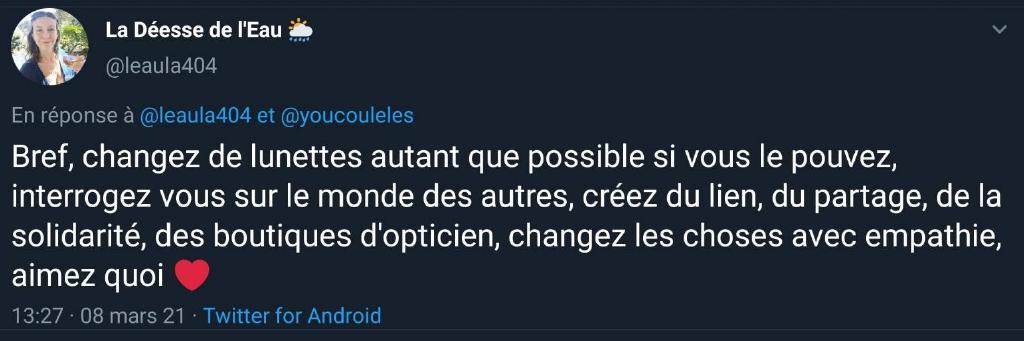 La Déesse de l'Eau 🌦️
@leaula404
En réponse à @leaula404 et @youcouleles
Bref, changez de lunettes autant que possible si vous le pouvez,
interrogez vous sur le monde des autres, créez du lien, du partage, de la
solidarité, des boutiques d'opticien, changez les choses avec empathie,
aimez quoi ❤️
13:27 · 08 mars 21 · Twitter for Android